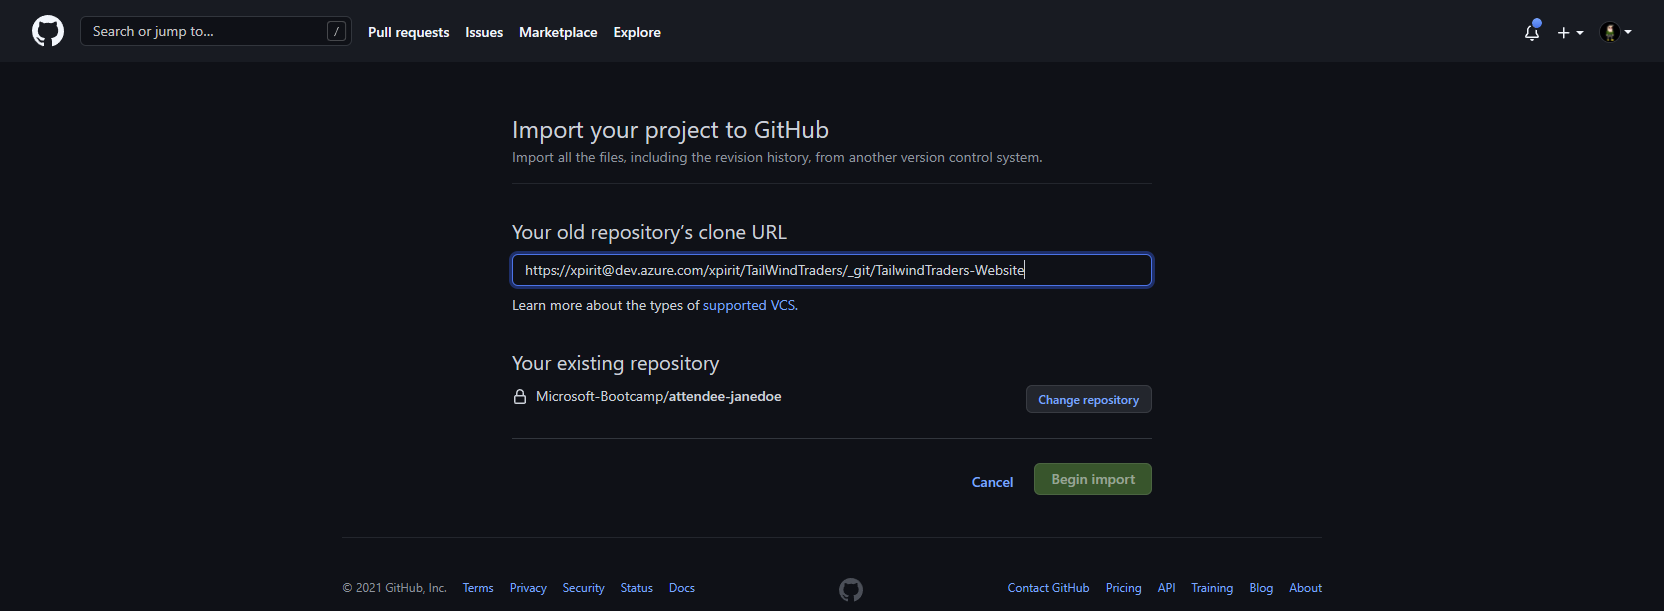 Search or jump to... /
Pull requests Issues Marketplace Explore
Import your project to GitHub
Import all the files, including the revision history, from another version control system.
Your old repository's clone URL
https://xpirit@dev.azure.com/xpirit/TailWindTraders/_git/TailwindTraders-Website
Learn more about the types of supported VCS.
Your existing repository
Microsoft-Bootcamp/attendee-janedoe
Change repository
Cancel Begin import
© 2021 GitHub, Inc. Terms Privacy Security Status Docs Contact GitHub Pricing API Training Blog About